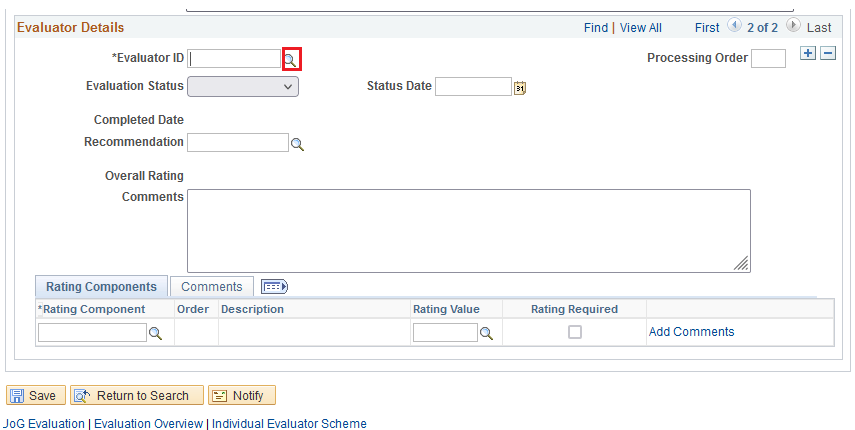 Evaluator Details Find | View All First 2 of 2 Last
*Evaluator ID Processing Order
Evaluation Status Status Date 31
Completed Date
Recommendation
Overall Rating
Comments
Rating Components Comments
*Rating Component Order Description Rating Value Rating Required
Add Comments
Save Return to Search Notify
JoG Evaluation | Evaluation Overview | Individual Evaluator Scheme